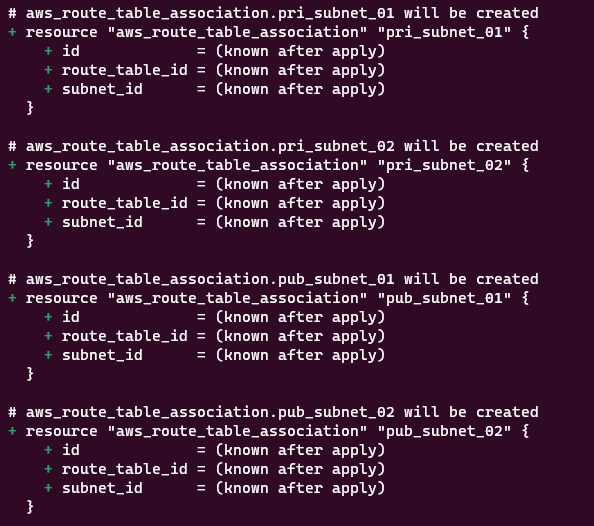 # aws_route_table_association.pri_subnet_01 will be created
+ resource "aws_route_table_association" "pri_subnet_01" {
    + id             = (known after apply)
    + route_table_id = (known after apply)
    + subnet_id      = (known after apply)
  }

# aws_route_table_association.pri_subnet_02 will be created
+ resource "aws_route_table_association" "pri_subnet_02" {
    + id             = (known after apply)
    + route_table_id = (known after apply)
    + subnet_id      = (known after apply)
  }

# aws_route_table_association.pub_subnet_01 will be created
+ resource "aws_route_table_association" "pub_subnet_01" {
    + id             = (known after apply)
    + route_table_id = (known after apply)
    + subnet_id      = (known after apply)
  }

# aws_route_table_association.pub_subnet_02 will be created
+ resource "aws_route_table_association" "pub_subnet_02" {
    + id             = (known after apply)
    + route_table_id = (known after apply)
    + subnet_id      = (known after apply)
  }